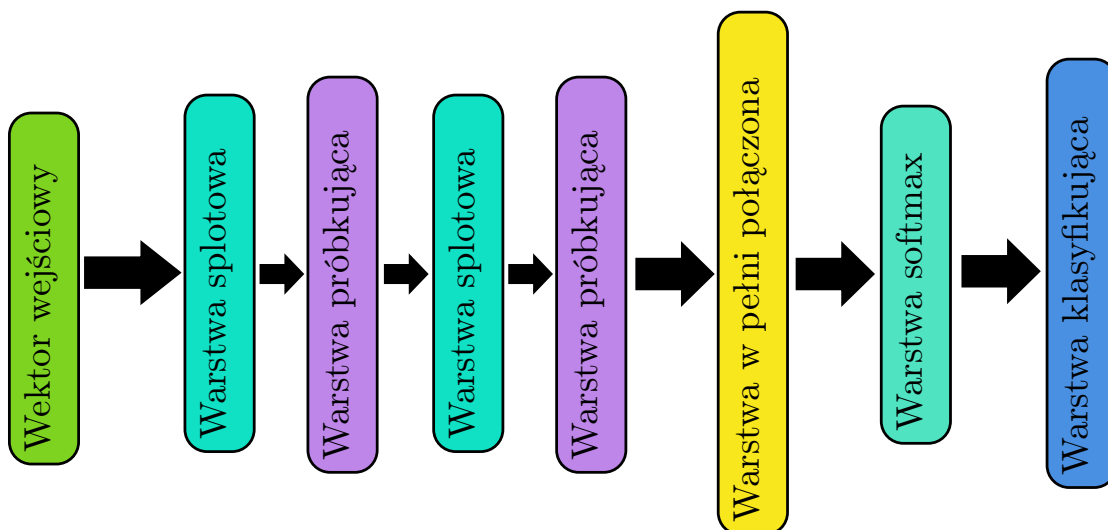 Wektor wejściowy
Warstwa splotowa
Warstwa próbkująca
Warstwa splotowa
Warstwa próbkująca
Warstwa w pełni połączona
Warstwa softmax
Warstwa klasyfikująca